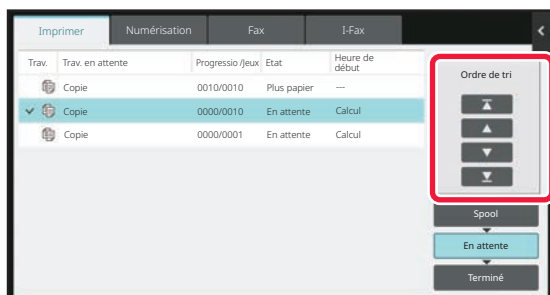 Imprimer Numérisation Fax I-Fax
Trav. Trav. en attente Progressio /Jeux Etat Heure de début
Copie 0010/0010 Plus papier ---
Copie 0000/0010 En attente Calcul
Copie 0000/0001 En attente Calcul
Ordre de tri
Spool
En attente
Terminé